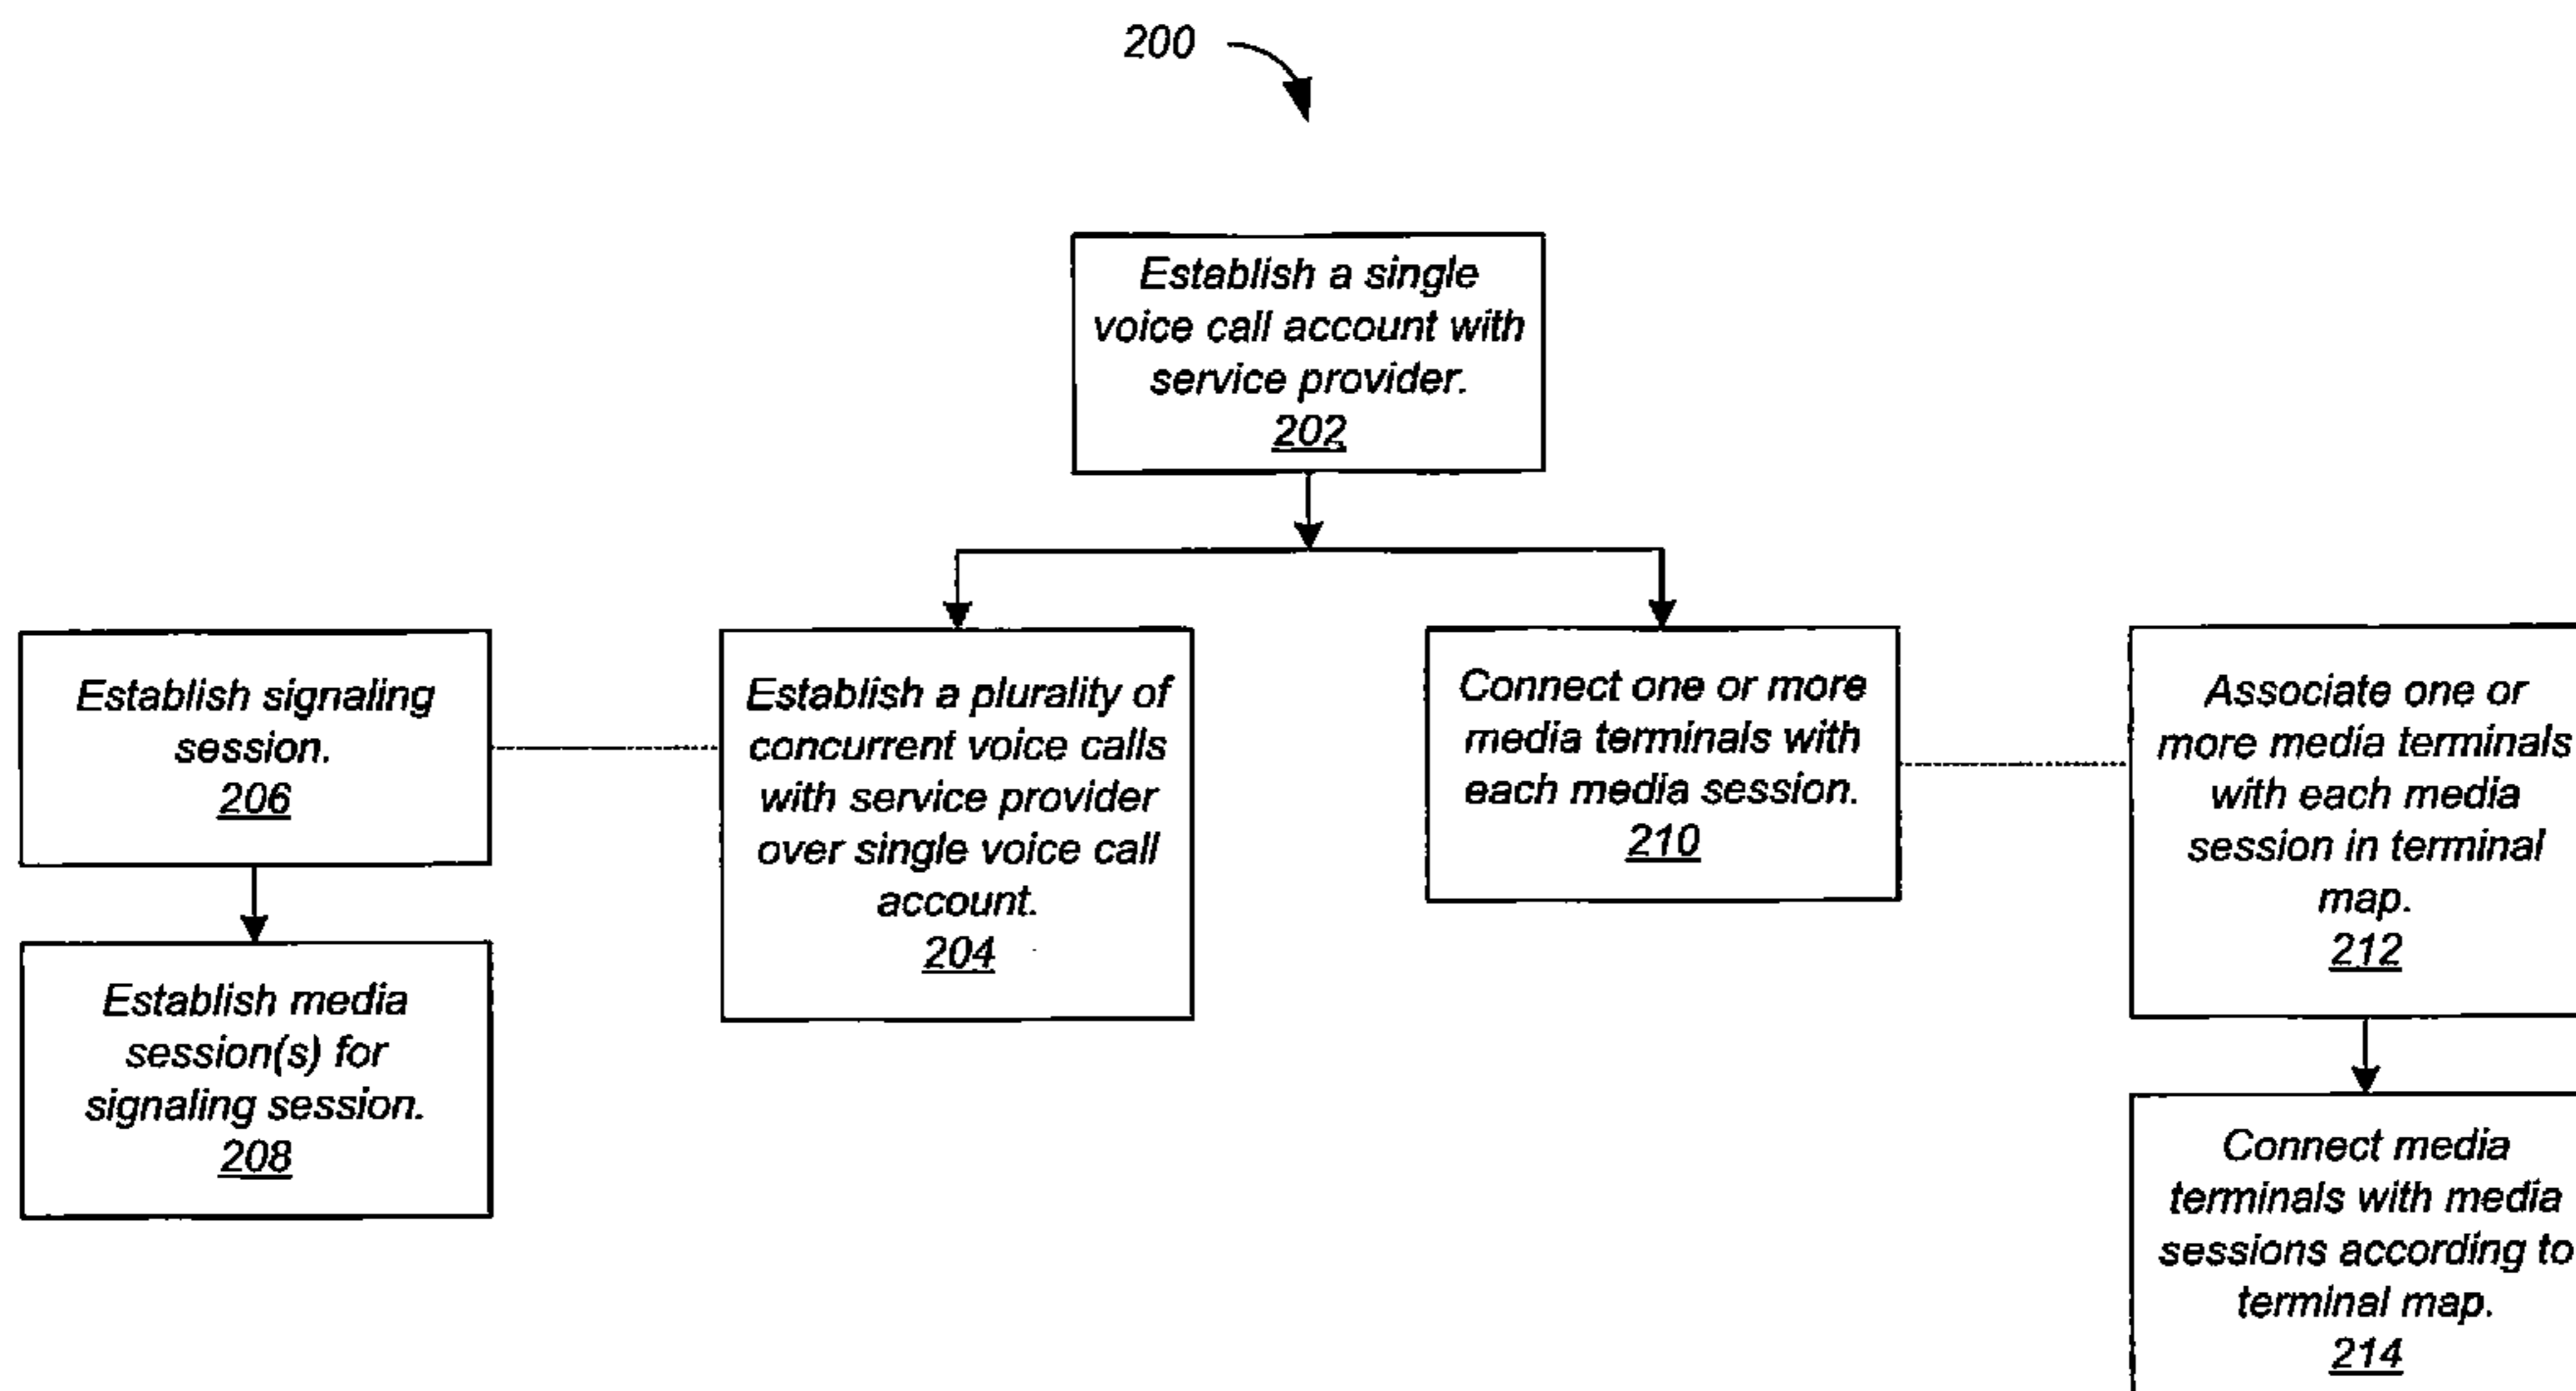 200
Establish a single
voice call account with
service provider.
202
Establish signaling
session.
206
Establish a plurality of
concurrent voice calls
with service provider
over single voice call
account.
204
Connect one or more
media terminals with
each media session.
210
Associate one or
more media terminals
with each media
session in terminal
map.
212
Establish media
session(s) for
signaling session.
208
Connect media
terminals with media
sessions according to
terminal map.
214